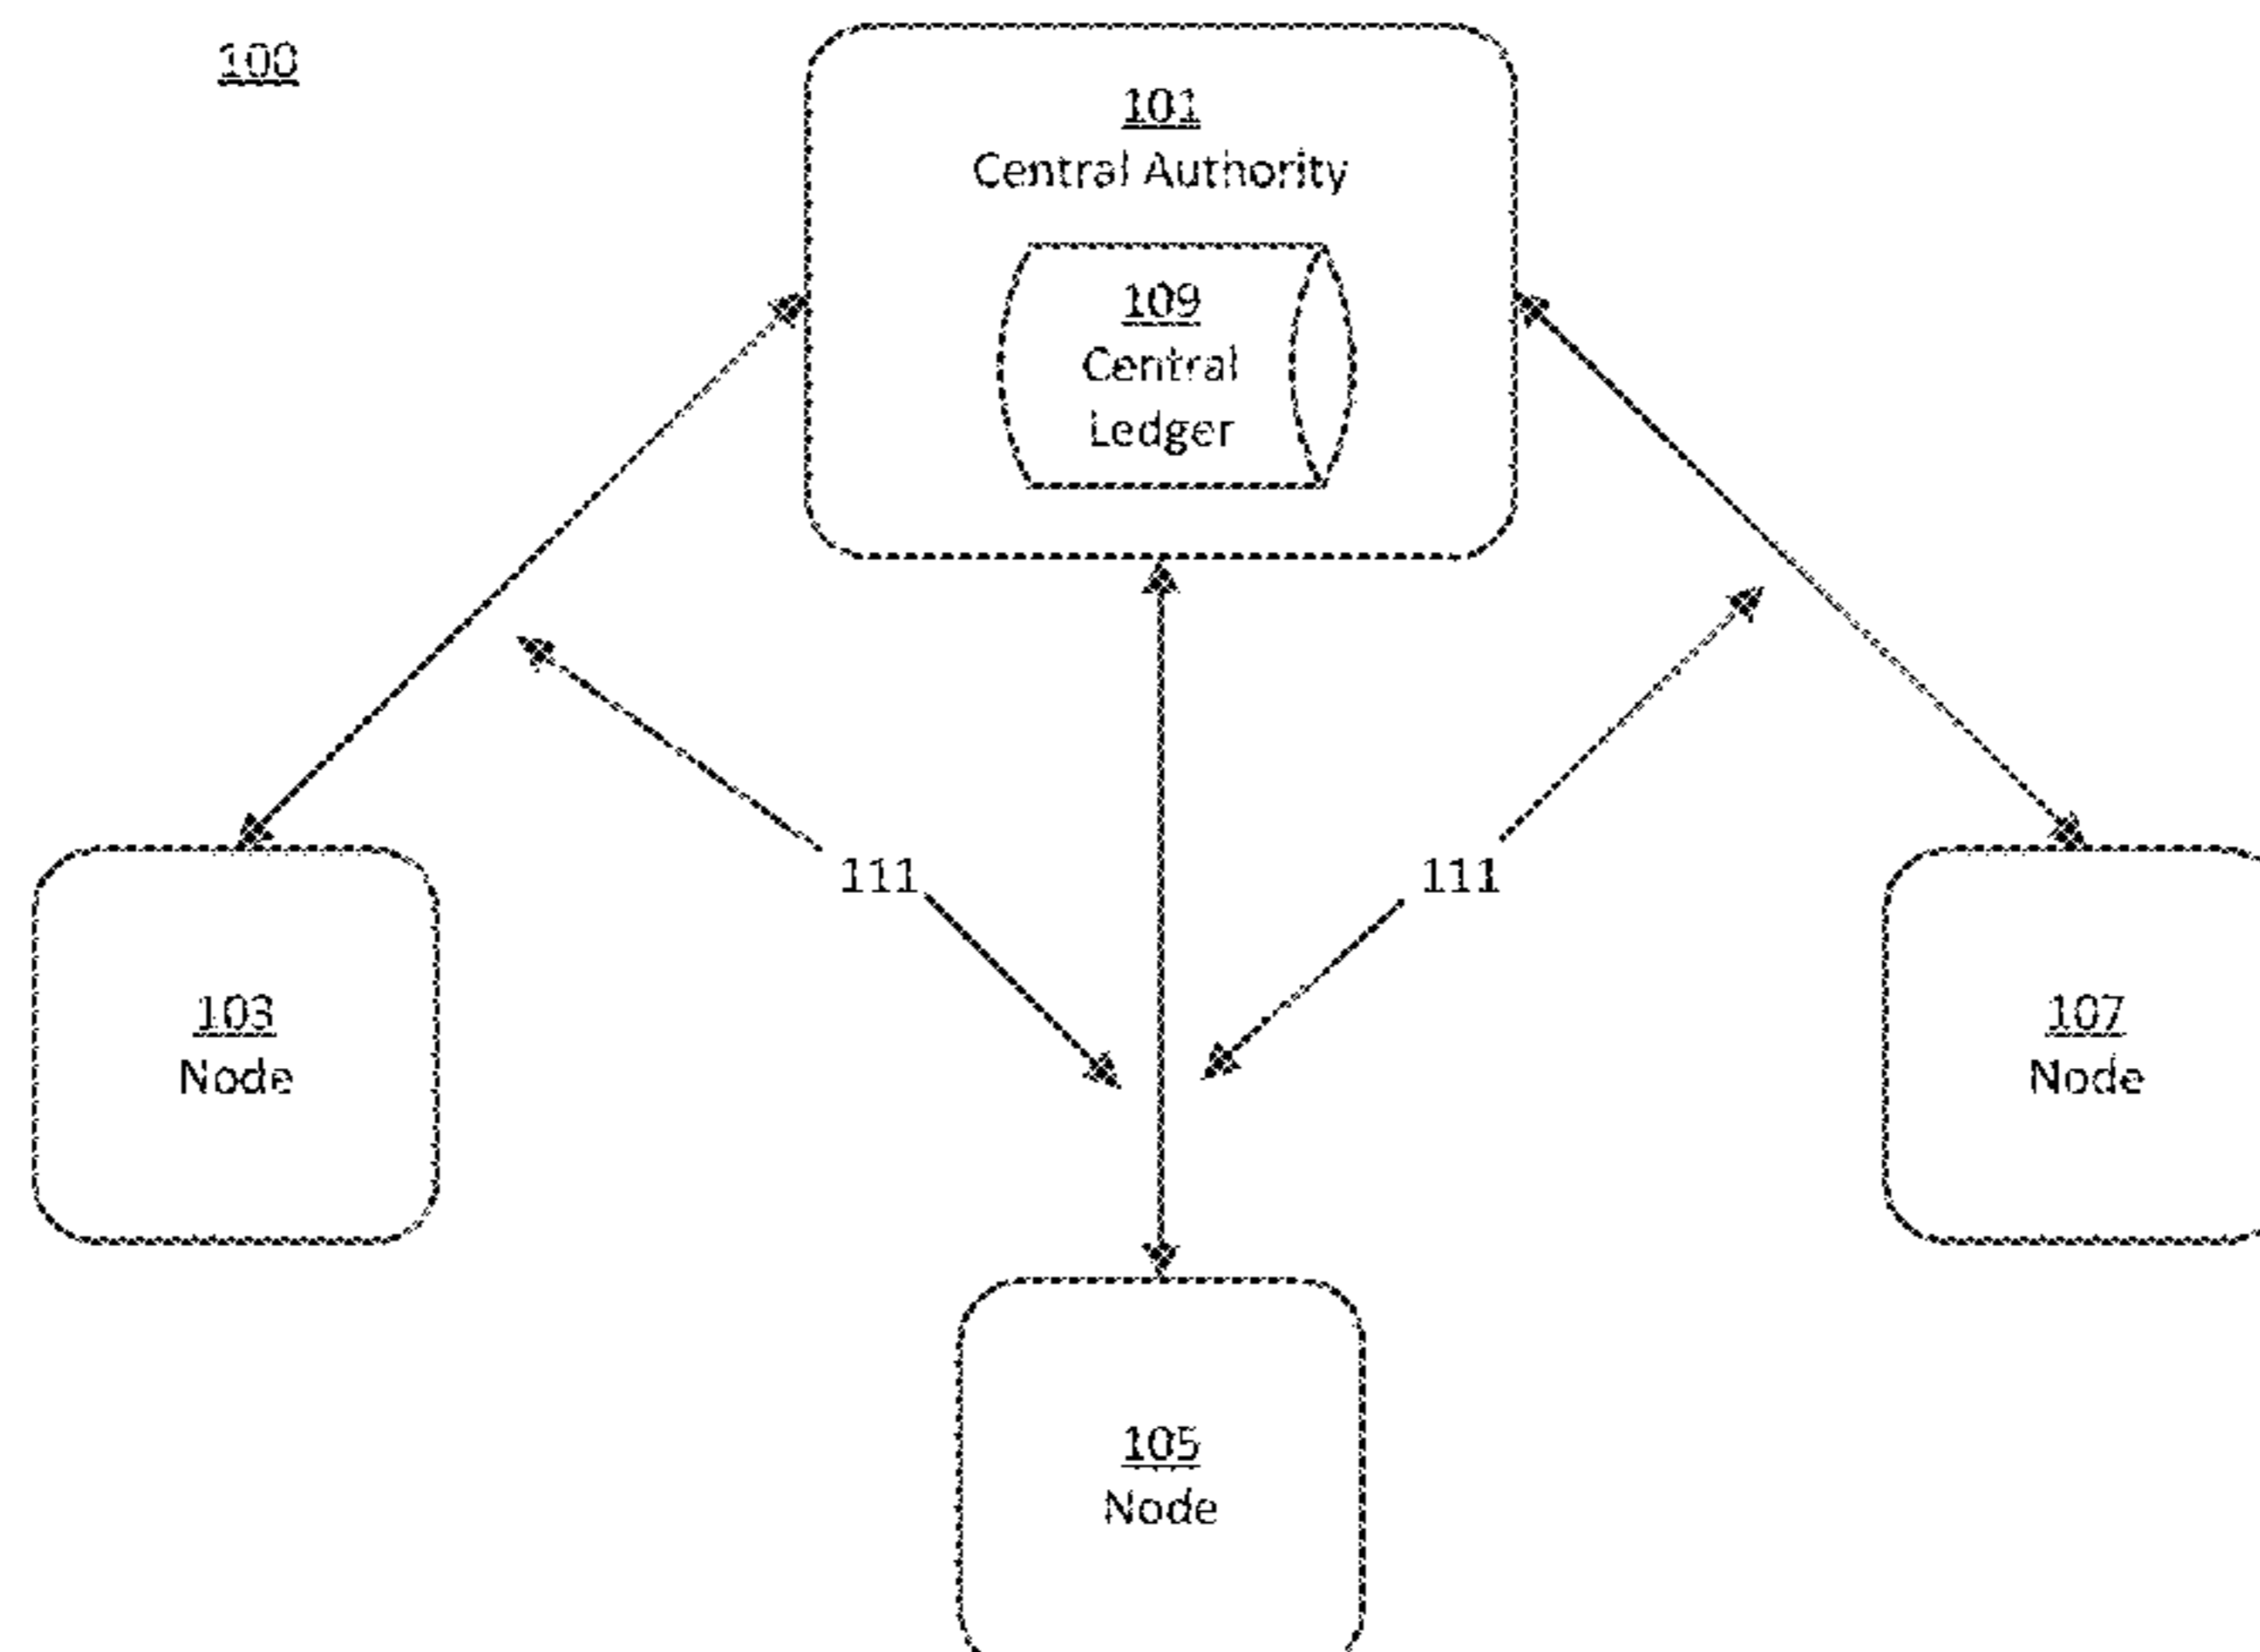 100
101
Central Authority
109
Central
Ledger
111
111
103
Node
107
Node
105
Node